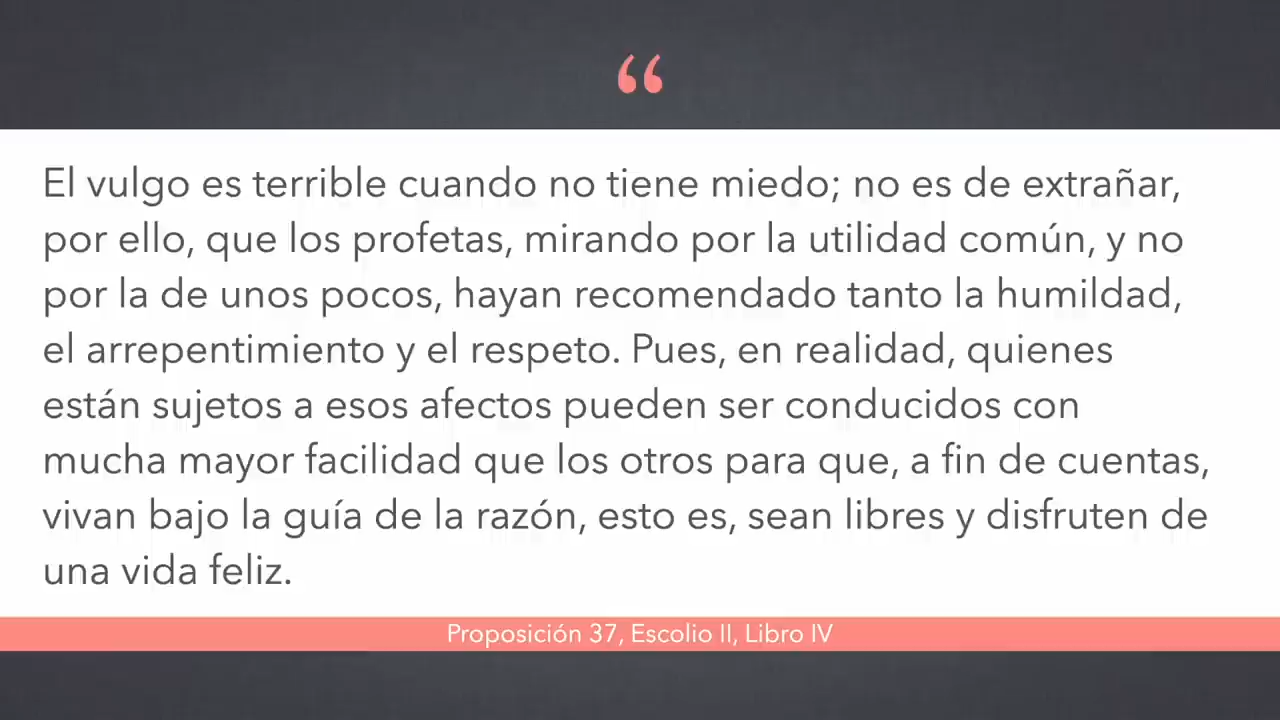 “
El vulgo es terrible cuando no tiene miedo; no es de extrañar,
por ello, que los profetas, mirando por la utilidad común, y no
por la de unos pocos, hayan recomendado tanto la humildad,
el arrepentimiento y el respeto. Pues, en realidad, quienes
están sujetos a esos afectos pueden ser conducidos con
mucha mayor facilidad que los otros para que, a fin de cuentas,
vivan bajo la guía de la razón, esto es, sean libres y disfruten de
una vida feliz.
Proposición 37, Escolio II, Libro IV